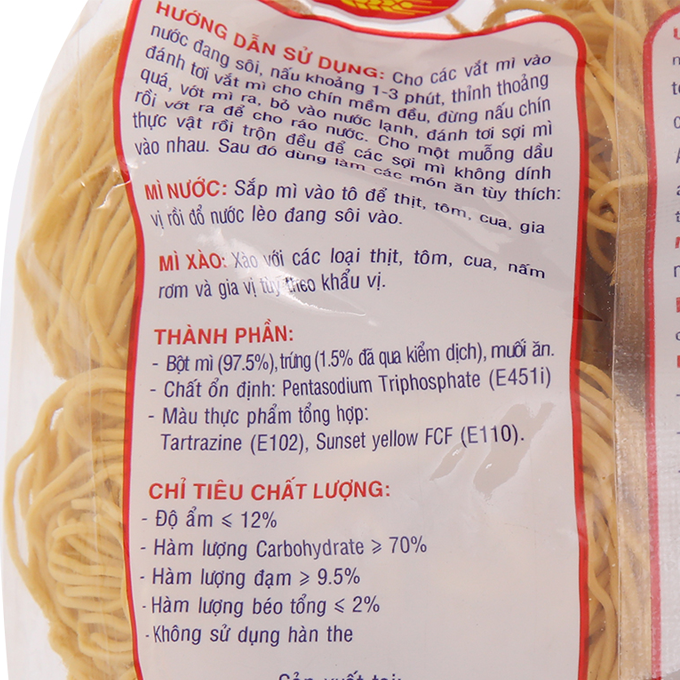 HƯỚNG DẪN SỬ DỤNG: Cho các vắt mì vào
nước đang sôi, nấu khoảng 1-3 phút, thỉnh thoảng
đánh tơi vắt mì cho chín mềm đều, đừng nấu chín
quá, vớt mì ra, bỏ vào nước lạnh, đánh tơi sợi mì
rồi vớt ra để cho ráo nước. Cho một muỗng dầu
thực vật rồi trộn đều để các sợi mì không dính
vào nhau. Sau đó dùng làm các món ăn tùy thích:
MÌ NƯỚC: Sắp mì vào tô để thịt, tôm, cua, gia
vị rồi đổ nước lèo đang sôi vào.
MÌ XÀO: Xào với các loại thịt, tôm, cua, nấm
rơm và gia vị tùy theo khẩu vị.
THÀNH PHẦN:
- Bột mì (97.5%), trứng (1.5% đã qua kiểm dịch), muối ăn.
- Chất ổn định: Pentasodium Triphosphate (E451i)
- Màu thực phẩm tổng hợp:
Tartrazine (E102), Sunset yellow FCF (E110).
CHỈ TIÊU CHẤT LƯỢNG:
- Độ ẩm ⩽ 12%
- Hàm lượng Carbohydrate ⩾ 70%
- Hàm lượng đạm ⩾ 9.5%
- Hàm lượng béo tổng ⩽ 2%
- Không sử dụng hàn the
Sản xuất tại: